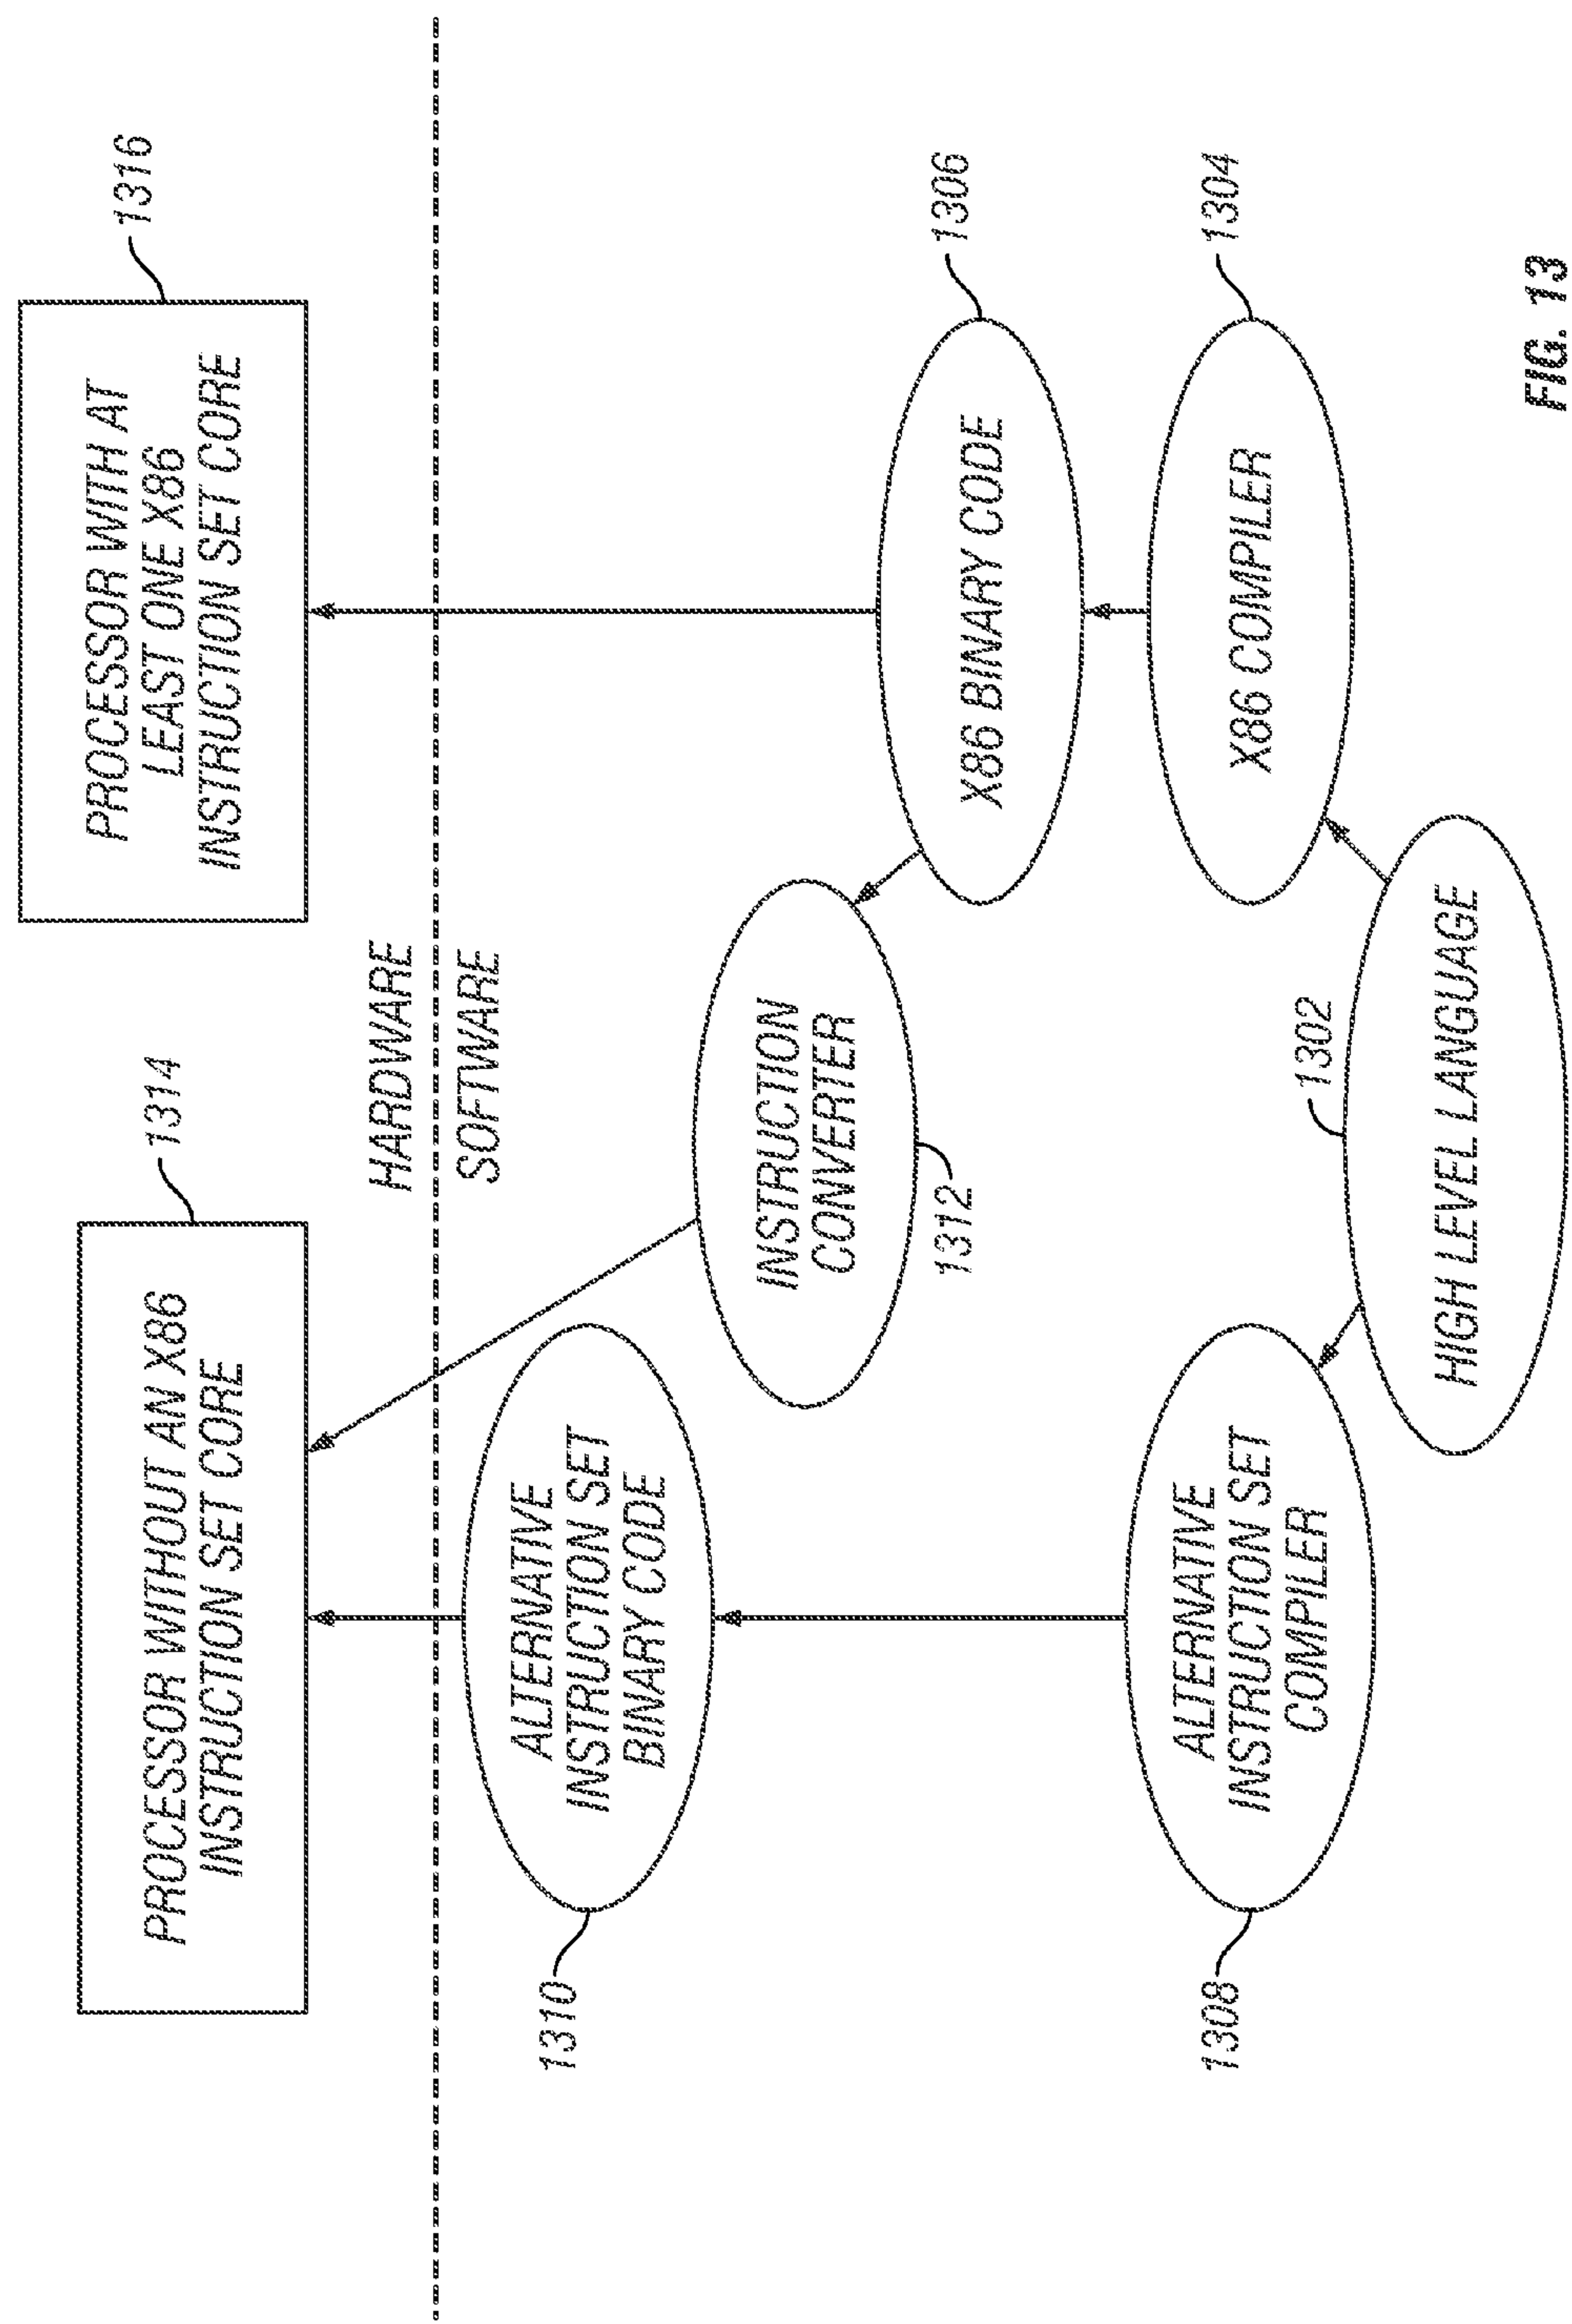 PROCESSOR WITHOUT AN X86
INSTRUCTION SET CORE
1314
PROCESSOR WITH AT
LEAST ONE X86
INSTRUCTION SET CORE
1316
HARDWARE
SOFTWARE
1310
ALTERNATIVE
INSTRUCTION SET
BINARY CODE
INSTRUCTION
CONVERTER
1312
X86 BINARY CODE
1306
1308
ALTERNATIVE
INSTRUCTION SET
COMPILER
X86 COMPILER
1304
1302
HIGH LEVEL LANGUAGE
FIG. 13